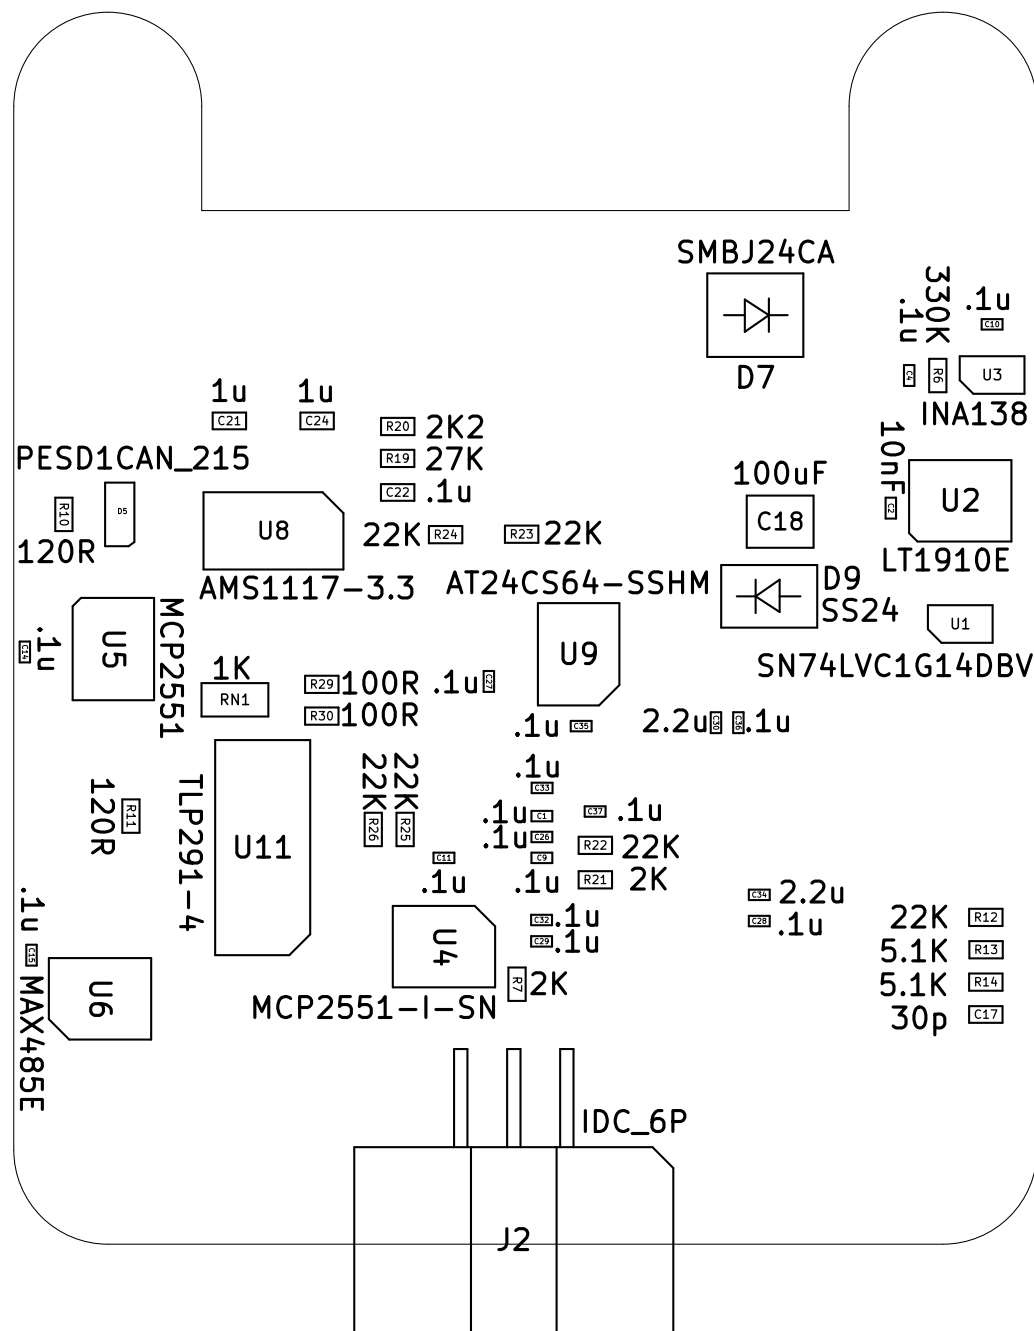 SMBJ24CA
D7
330K
.1u
.1u
C10
C4
R6
U3
INA138
1u
1u
C21
C24
R20
2K2
R19
27K
C22
.1u
PESD1CAN_215
R10
D5
120R
U8
AMS1117-3.3
22K
R24
R23
22K
100uF
C18
10nF
C2
U2
LT1910E
AT24CS64-SSHM
U9
D9
SS24
U1
SN74LVC1G14DBV
.1u
C14
U5
MCP2551
1K
RN1
R29
100R
R30
100R
.1u
C27
.1u
C35
2.2u
C30
C36
.1u
22K
22K
R26
R25
TLP291-4
U11
120R
R11
.1u
C33
.1u
C1
.1u
C26
C9
.1u
C37
.1u
R22
22K
R21
2K
C11
.1u
C32
.1u
C29
.1u
U4
R7
2K
MCP2551-I-SN
C34
2.2u
C28
.1u
22K
R12
5.1K
R13
5.1K
R14
30p
C17
.1u
C15
U6
MAX485E
IDC_6P
J2